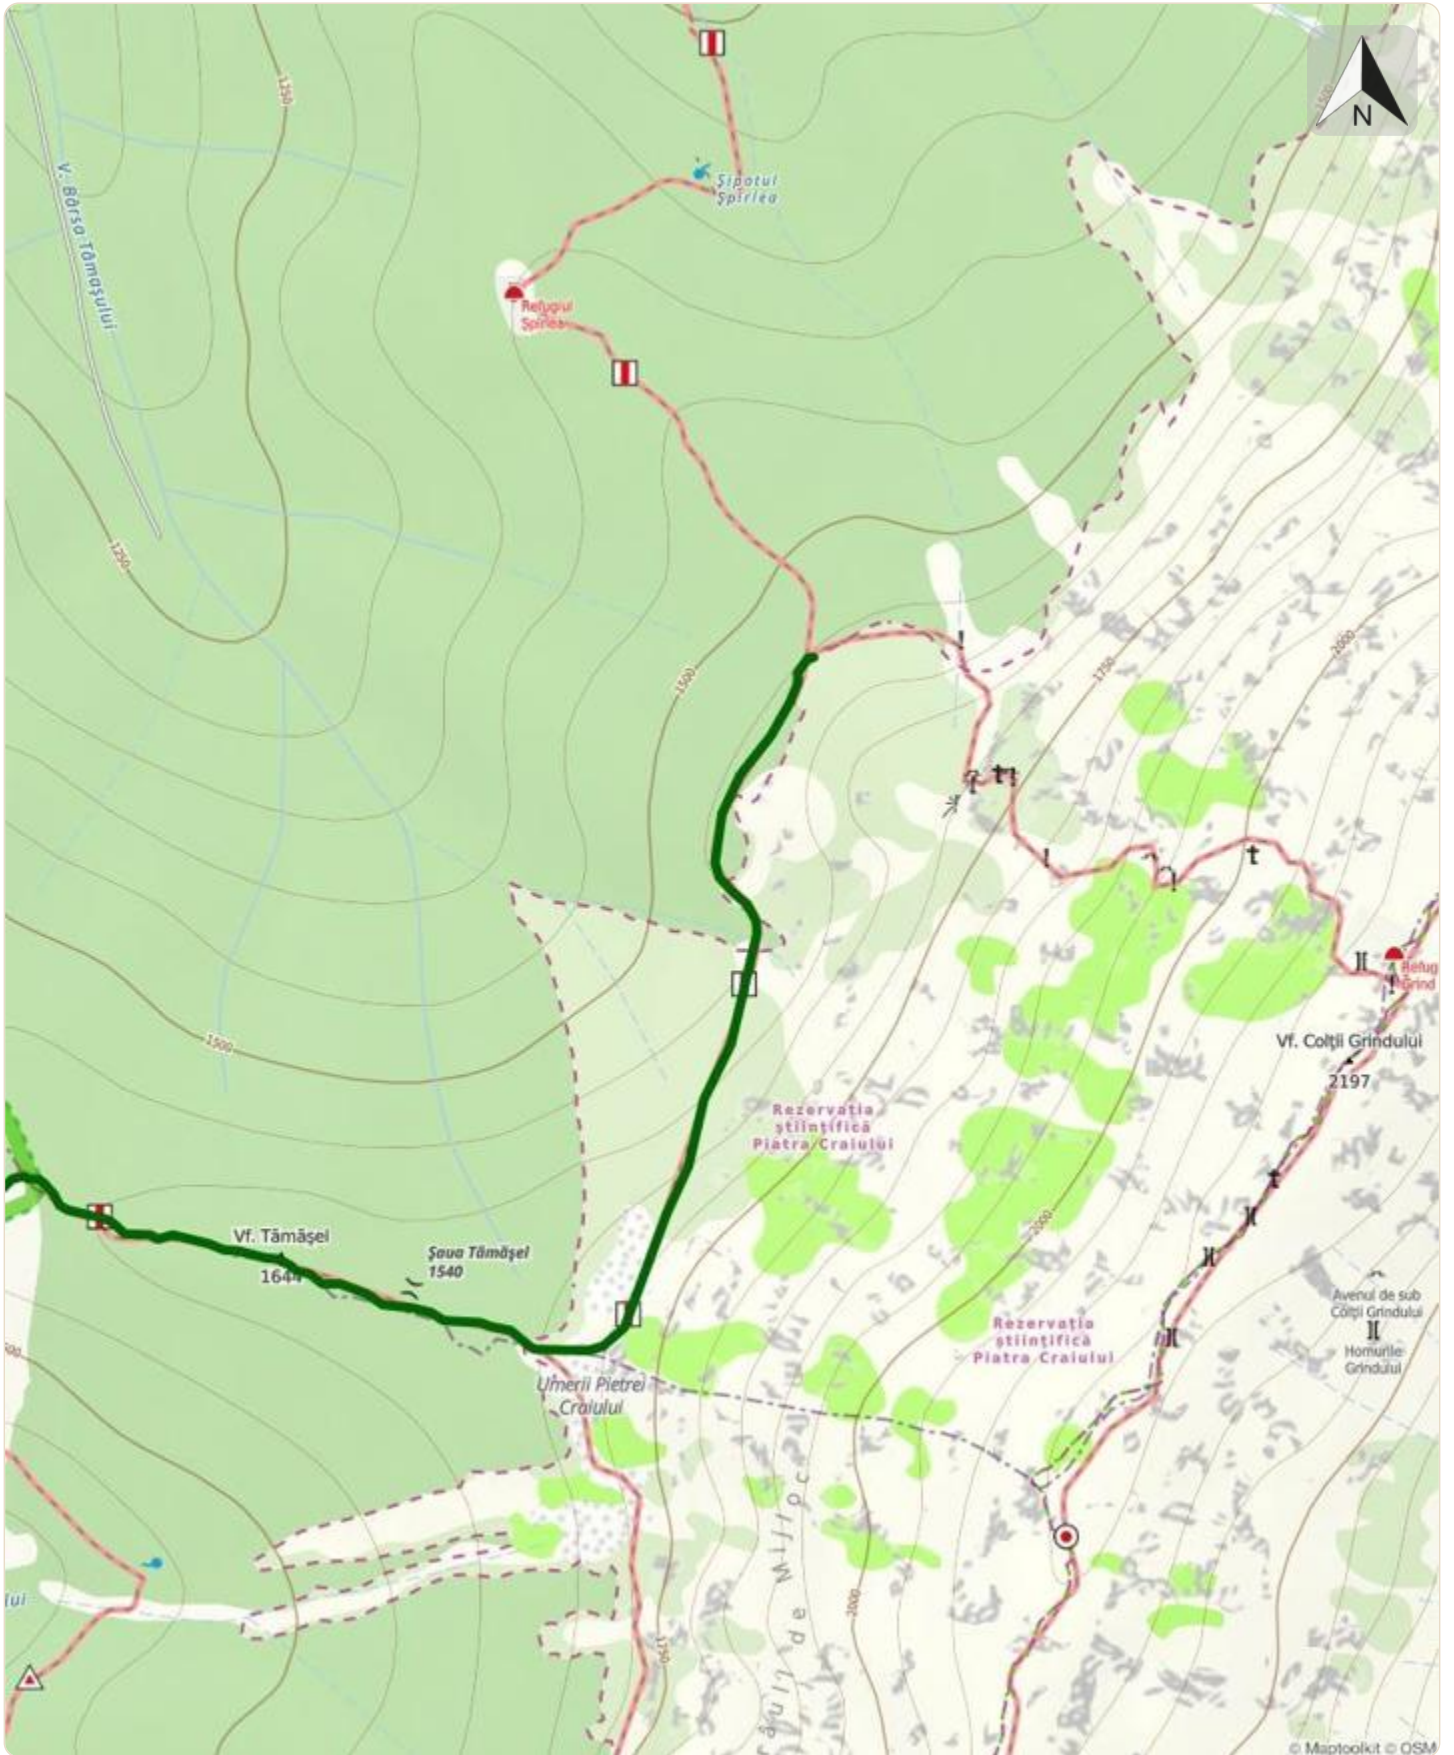 1250
1500
N
V. Bârsa Tămașului
Șipotul
Șpirlea
Refugiul
Șpirlea
1250
1500
1750
2000
Refug
Grind
Vf. Colții Grindului
2197
1500
Rezervația
științifică
Piatra Craiului
Vf. Tămășel
1644
Șaua Tămășel
1540
2000
Avenul de sub
Colții Grindului
Hornurile
Grindului
Rezervația
științifică
Piatra Craiului
Umerii Pietrei
Craiului
2000
1750
lui
© Maptoolkit © OSM